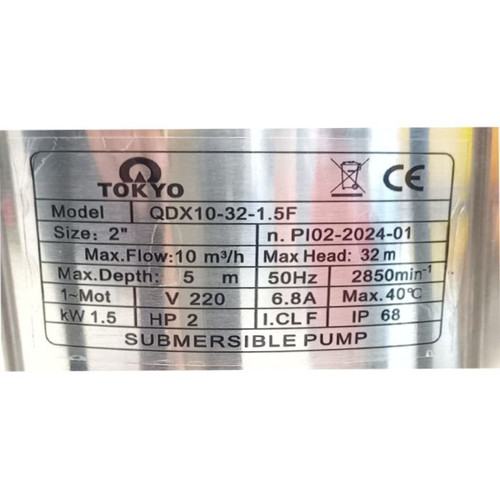 TOKYO
CE
Model QDX10-32-1.5F
Size: 2" n. PI02-2024-01
Max.Flow:10 m³/h Max Head: 32 m
Max.Depth: 5 m 50Hz 2850min⁻¹
1~Mot V 220 6.8A Max.40℃
kW 1.5 HP 2 I.CL F IP 68
SUBMERSIBLE PUMP